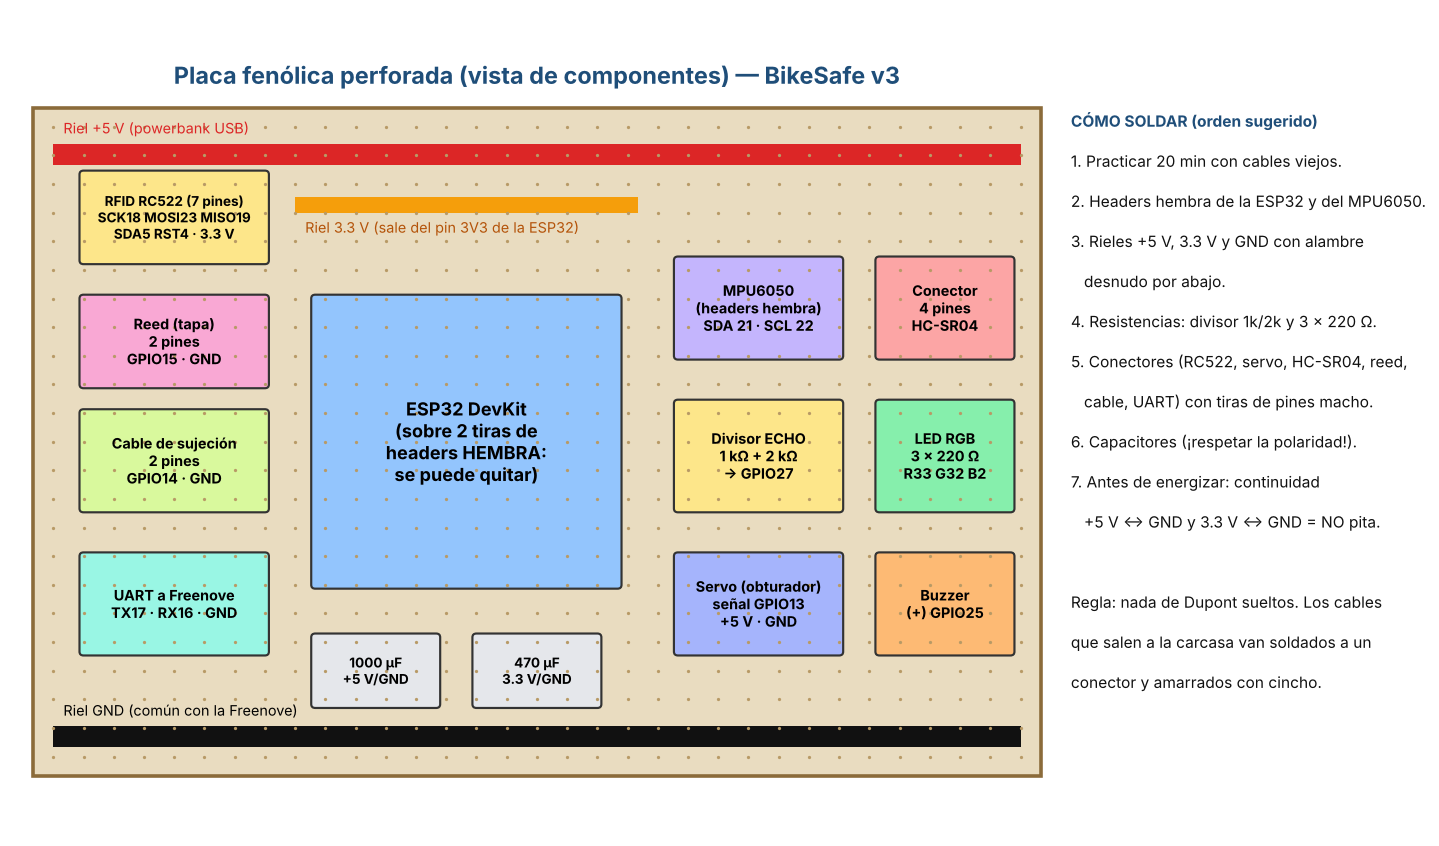 Placa fenólica perforada (vista de componentes) — BikeSafe v3
Riel +5 V (powerbank USB)
RFID RC522 (7 pines)
SCK18 MOSI23 MISO19
SDA5 RST4 · 3.3 V
Riel 3.3 V (sale del pin 3V3 de la ESP32)
Reed (tapa)
2 pines
GPIO15 · GND
Cable de sujeción
2 pines
GPIO14 · GND
UART a Freenove
TX17 · RX16 · GND
ESP32 DevKit
(sobre 2 tiras de
headers HEMBRA:
se puede quitar)
1000 µF
+5 V/GND
470 µF
3.3 V/GND
MPU6050
(headers hembra)
SDA 21 · SCL 22
Conector
4 pines
HC-SR04
Divisor ECHO
1 kΩ + 2 kΩ
→ GPIO27
LED RGB
3 × 220 Ω
R33 G32 B2
Servo (obturador)
señal GPIO13
+5 V · GND
Buzzer
(+) GPIO25
Riel GND (común con la Freenove)
CÓMO SOLDAR (orden sugerido)
1. Practicar 20 min con cables viejos.
2. Headers hembra de la ESP32 y del MPU6050.
3. Rieles +5 V, 3.3 V y GND con alambre
desnudo por abajo.
4. Resistencias: divisor 1k/2k y 3 × 220 Ω.
5. Conectores (RC522, servo, HC-SR04, reed,
cable, UART) con tiras de pines macho.
6. Capacitores (¡respetar la polaridad!).
7. Antes de energizar: continuidad
+5 V ↔ GND y 3.3 V ↔ GND = NO pita.
Regla: nada de Dupont sueltos. Los cables
que salen a la carcasa van soldados a un
conector y amarrados con cincho.